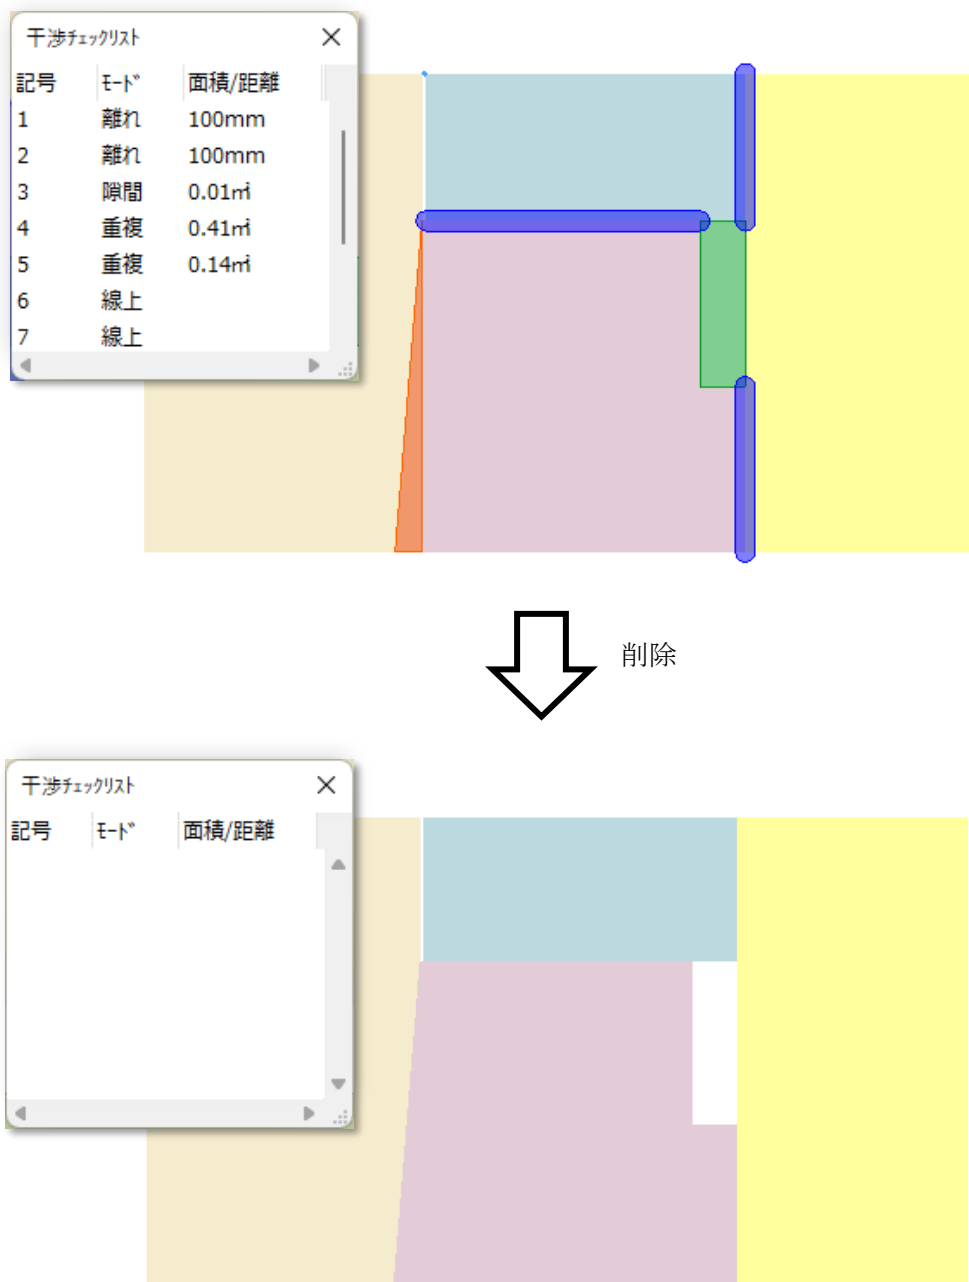 干渉ﾁｪｯｸﾘｽﾄ
記号 ﾓｰﾄﾞ 面積/距離
1 離れ 100mm
2 離れ 100mm
3 隙間 0.01㎡
4 重複 0.41㎡
5 重複 0.14㎡
6 線上
7 線上
削除
干渉ﾁｪｯｸﾘｽﾄ
記号 ﾓｰﾄﾞ 面積/距離